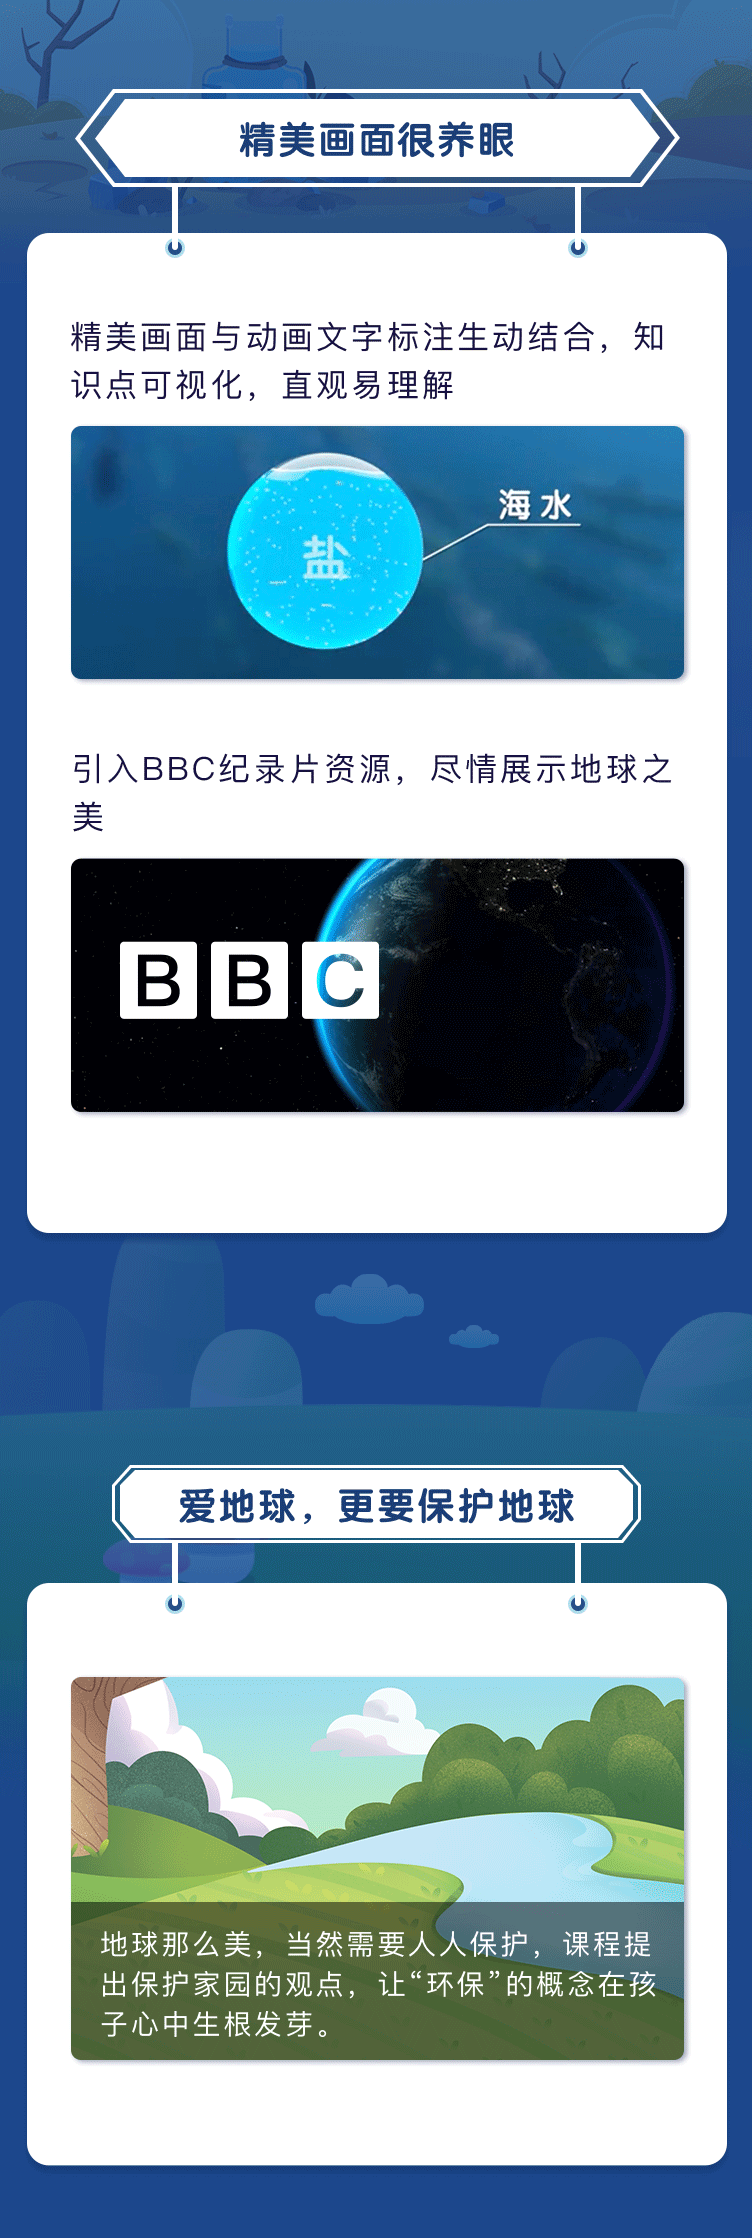 精美画面很养眼
精美画面与动画文字标注生动结合，知
识点可视化，直观易理解
海水
盐
引入BBC纪录片资源，尽情展示地球之
美
BBC
爱地球，更要保护地球
地球那么美，当然需要人人保护，课程提
出保护家园的观点，让“环保”的概念在孩
子心中生根发芽。